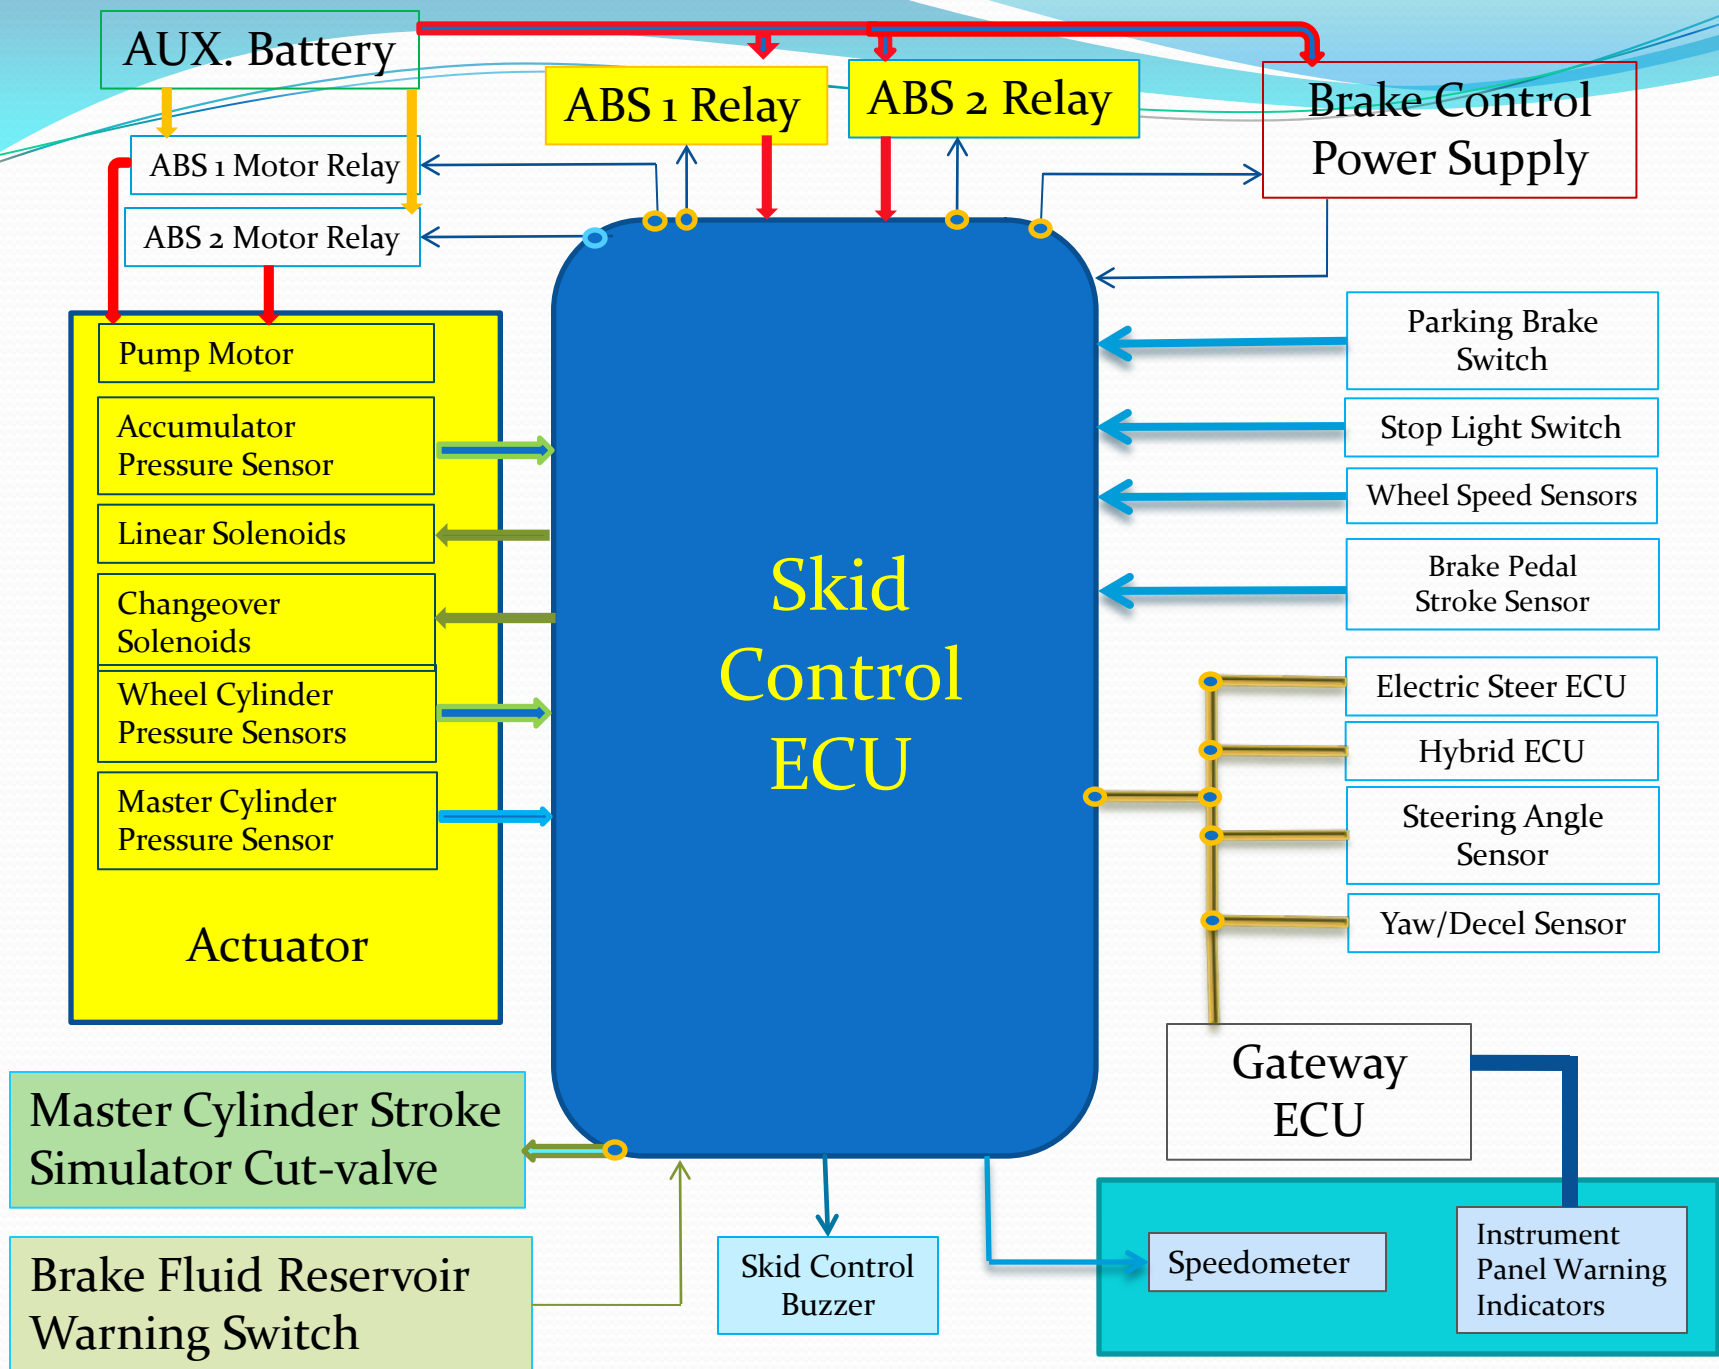 AUX. Battery
ABS 1 Relay
ABS 2 Relay
Brake Control
Power Supply
ABS 1 Motor Relay
ABS 2 Motor Relay
Pump Motor
Accumulator
Pressure Sensor
Linear Solenoids
Changeover
Solenoids
Wheel Cylinder
Pressure Sensors
Master Cylinder
Pressure Sensor
Actuator
Skid
Control
ECU
Parking Brake
Switch
Stop Light Switch
Wheel Speed Sensors
Brake Pedal
Stroke Sensor
Electric Steer ECU
Hybrid ECU
Steering Angle
Sensor
Yaw/Decel Sensor
Gateway
ECU
Master Cylinder Stroke
Simulator Cut-valve
Brake Fluid Reservoir
Warning Switch
Skid Control
Buzzer
Speedometer
Instrument
Panel Warning
Indicators